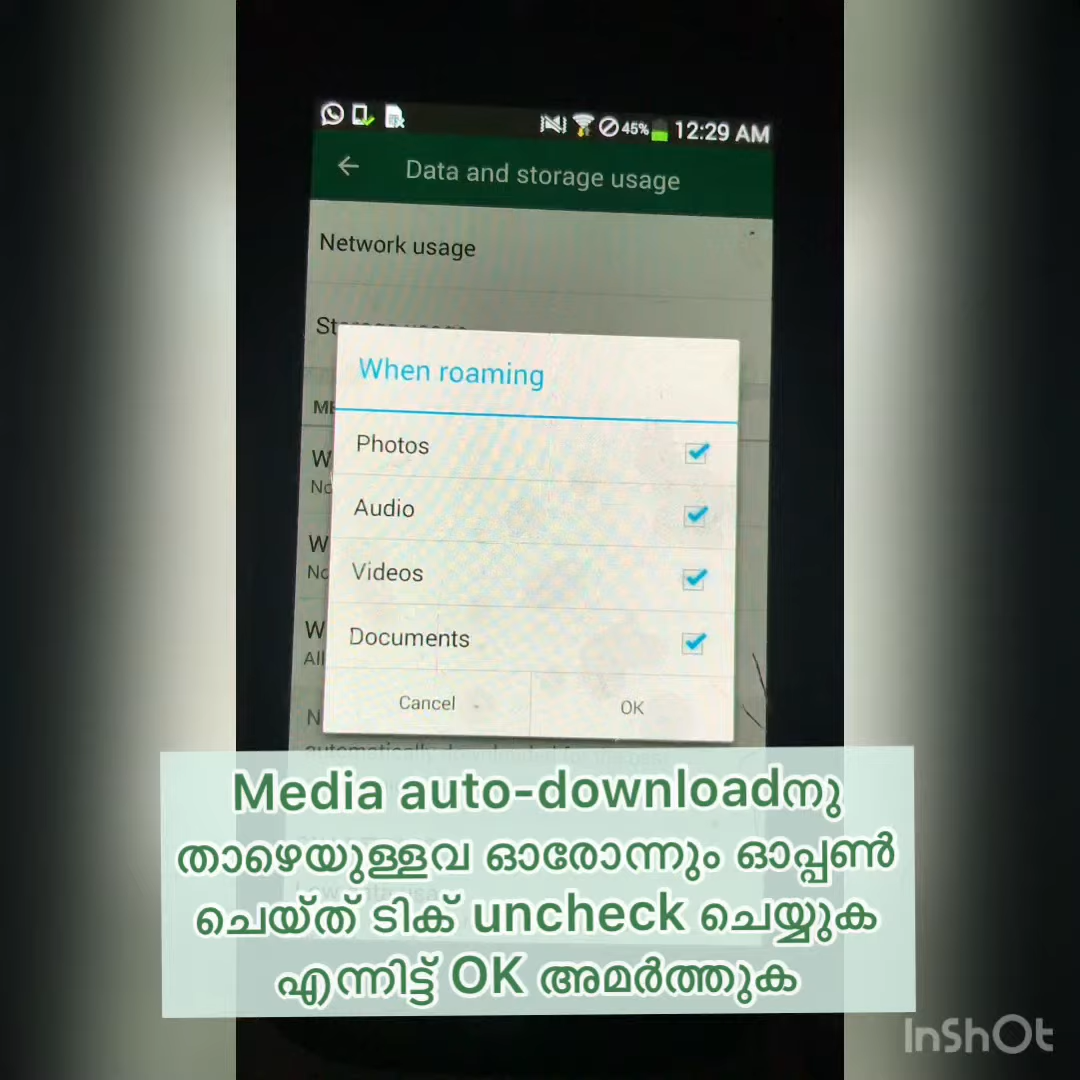 45% 12:29 AM
Data and storage usage
Network usage
When roaming
Photos
Audio
Videos
Documents
Cancel OK
Media auto-downloadനു
താഴെയുള്ളവ ഓരോന്നും ഓപ്പൺ
ചെയ്ത് ടിക് uncheck ചെയ്യുക
എന്നിട്ട് OK അമർത്തുക
InShOt